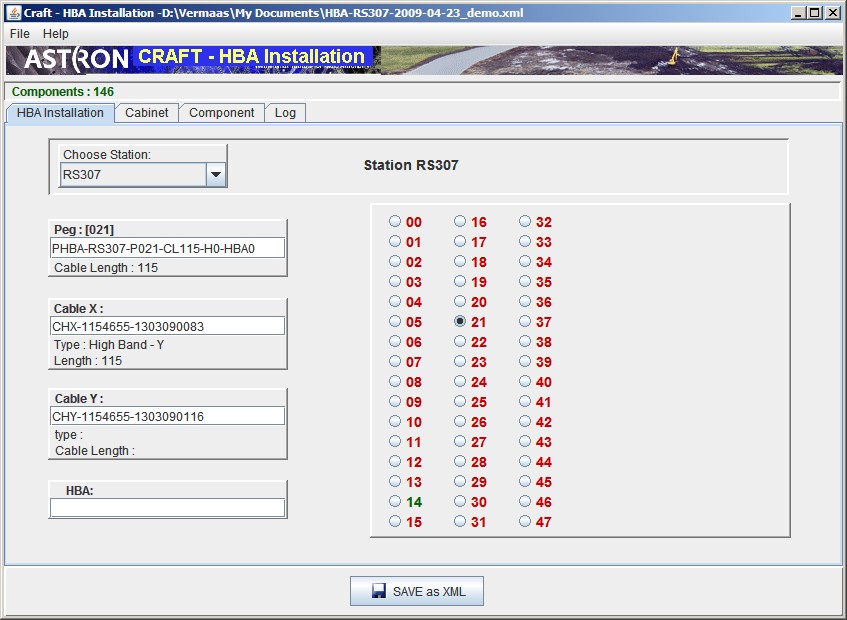 Craft - HBA Installation -D:\Vermaas\My Documents\HBA-RS307-2009-04-23_demo.xml
File Help
ASTRON CRAFT - HBA Installation
Components : 146
HBA Installation Cabinet Component Log
Choose Station:
RS307
Station RS307
Peg : [021]
PHBA-RS307-P021-CL115-H0-HBA0
Cable Length : 115
Cable X :
CHX-1154655-1303090083
Type : High Band - Y
Length : 115
Cable Y :
CHY-1154655-1303090116
type :
Cable Length :
HBA:
00 16 32
01 17 33
02 18 34
03 19 35
04 20 36
05 21 37
06 22 38
07 23 39
08 24 40
09 25 41
10 26 42
11 27 43
12 28 44
13 29 45
14 30 46
15 31 47
SAVE as XML